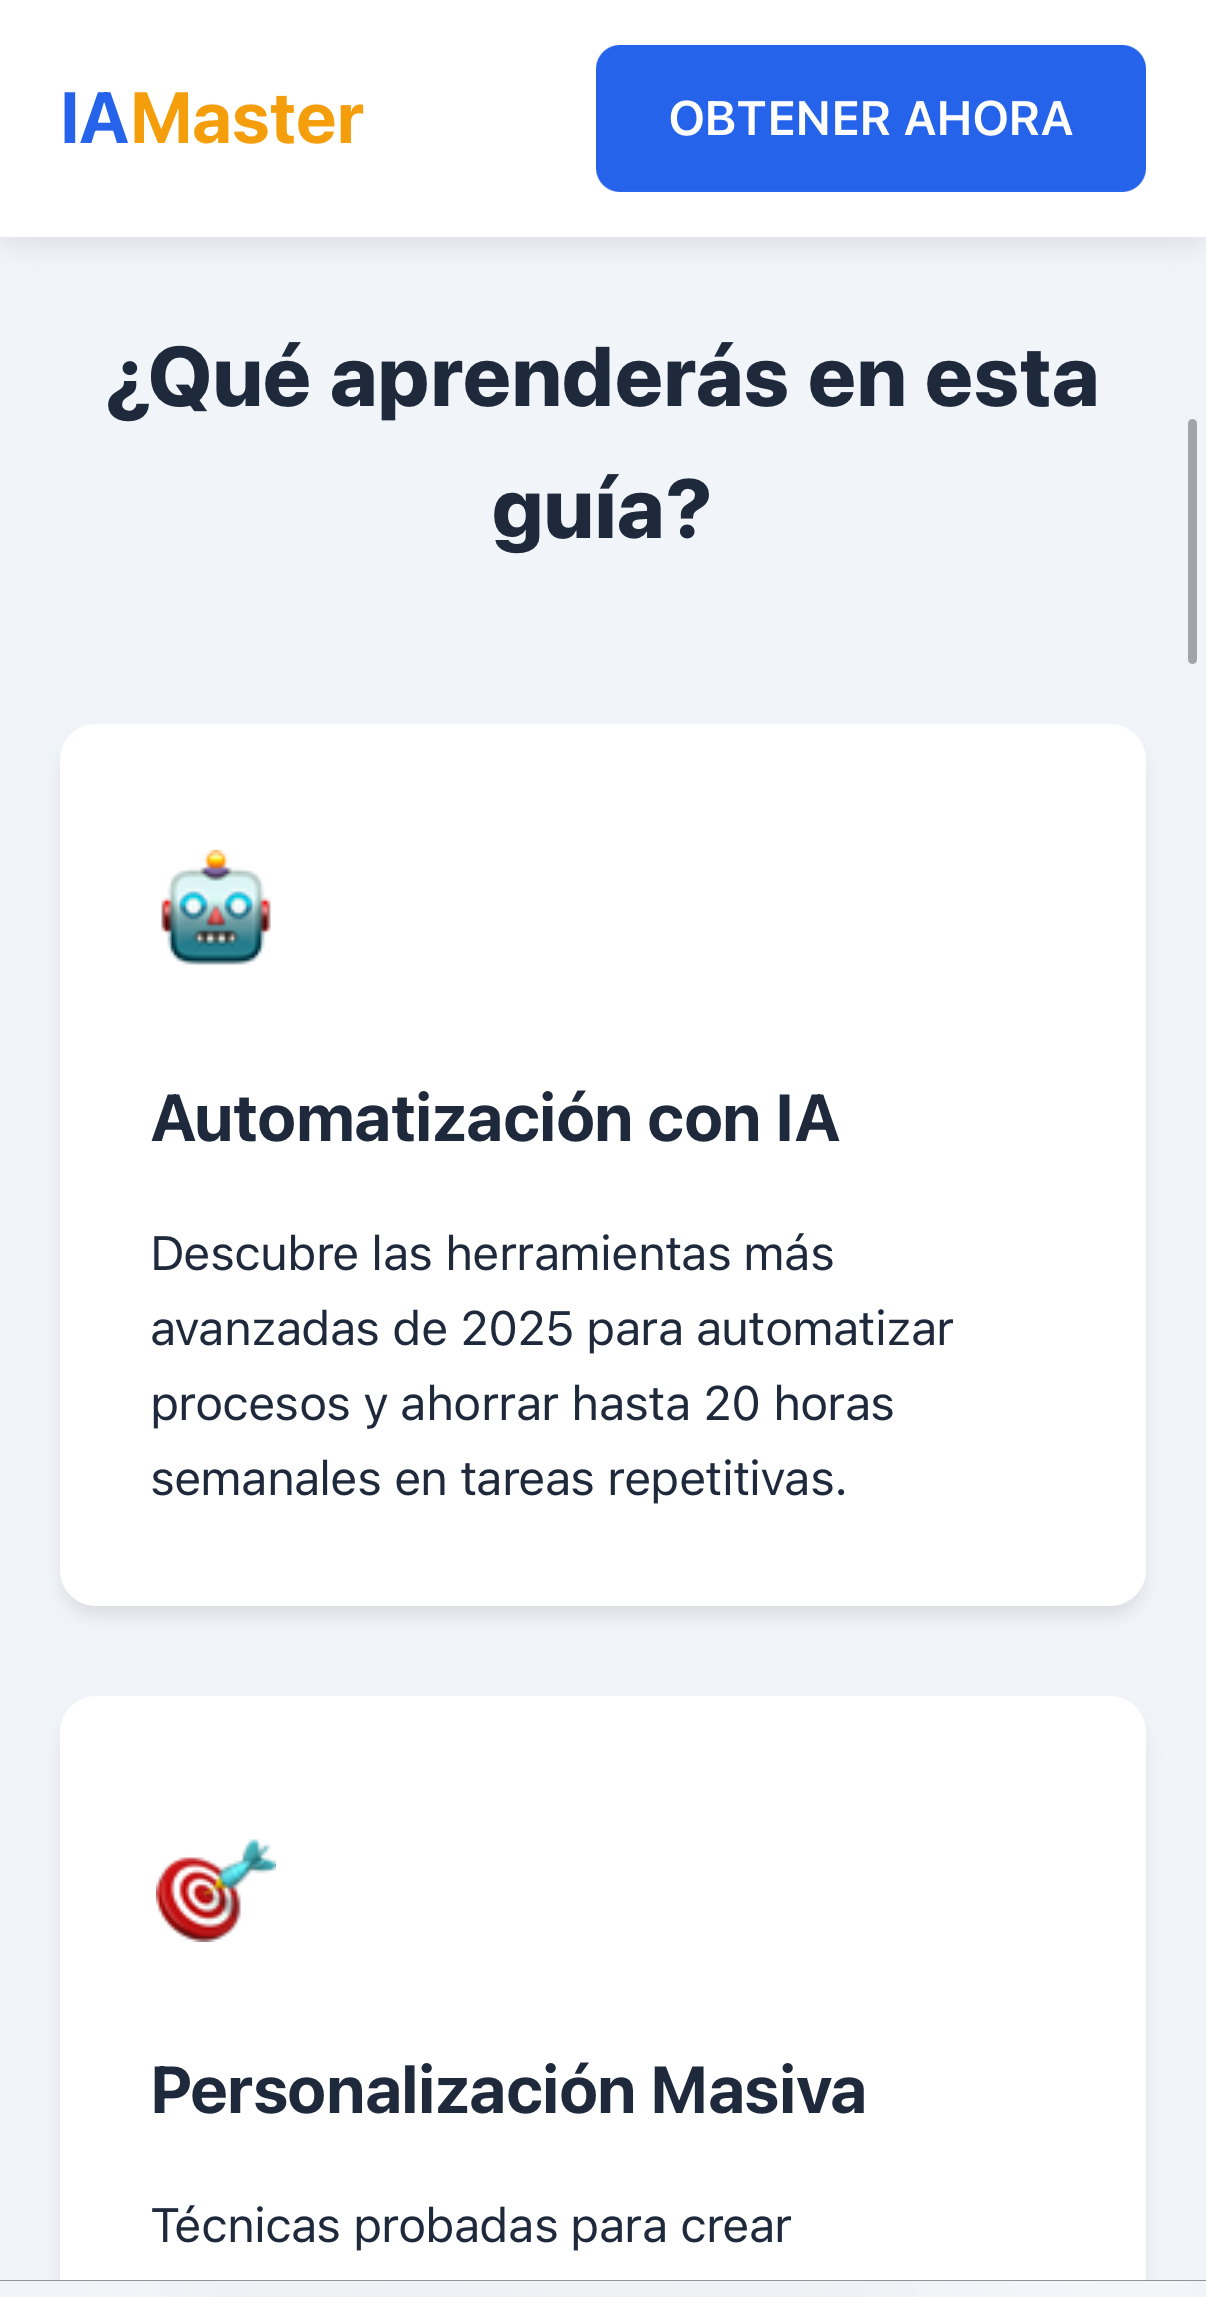 IAMaster
OBTENER AHORA
¿Qué aprenderás en esta
guía?
Automatización con IA
Descubre las herramientas más
avanzadas de 2025 para automatizar
procesos y ahorrar hasta 20 horas
semanales en tareas repetitivas.
Personalización Masiva
Técnicas probadas para crear